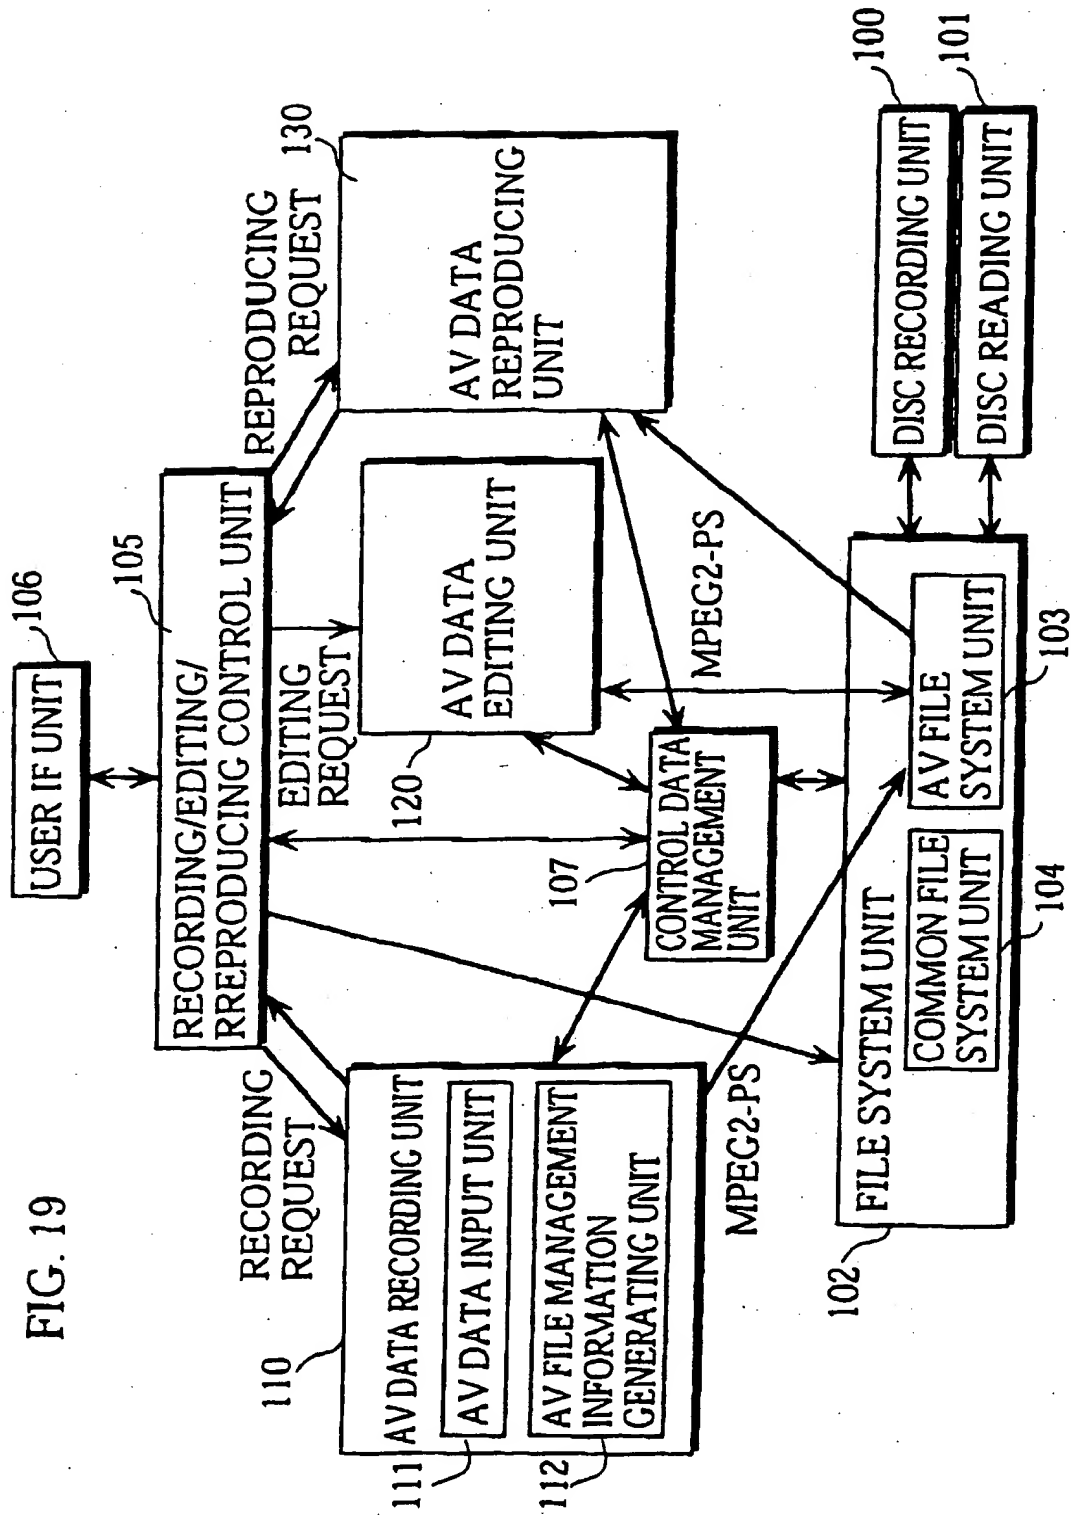 FIG. 19
USER IF UNIT
106
RECORDING/EDITING/
RREPRODUCING CONTROL UNIT
105
RECORDING
REQUEST
EDITING
REQUEST
REPRODUCING
REQUEST
110
AV DATA RECORDING UNIT
111
AV DATA INPUT UNIT
112
AV FILE MANAGEMENT
INFORMATION
GENERATING UNIT
120
AV DATA
EDITING UNIT
130
AV DATA
REPRODUCING
UNIT
107
CONTROL DATA
MANAGEMENT
UNIT
MPEG2-PS
MPEG2-PS
102
FILE SYSTEM UNIT
COMMON FILE
SYSTEM UNIT
104
AV FILE
SYSTEM UNIT
103
DISC RECORDING UNIT
100
DISC READING UNIT
101